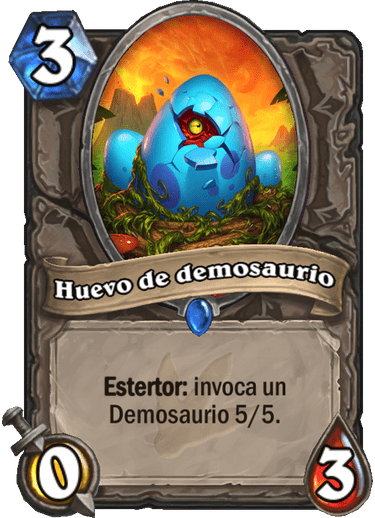 3
Huevo de demosaurio
Estertor: invoca un
Demosaurio 5/5.
0
3